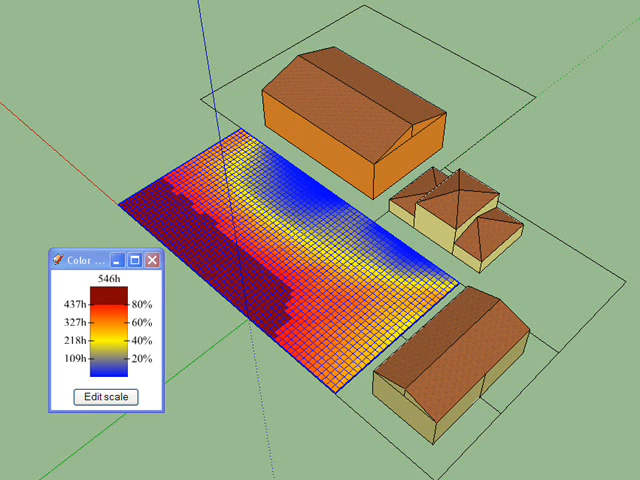 Color ...
546h
437h 80%
327h 60%
218h 40%
109h 20%
Edit scale